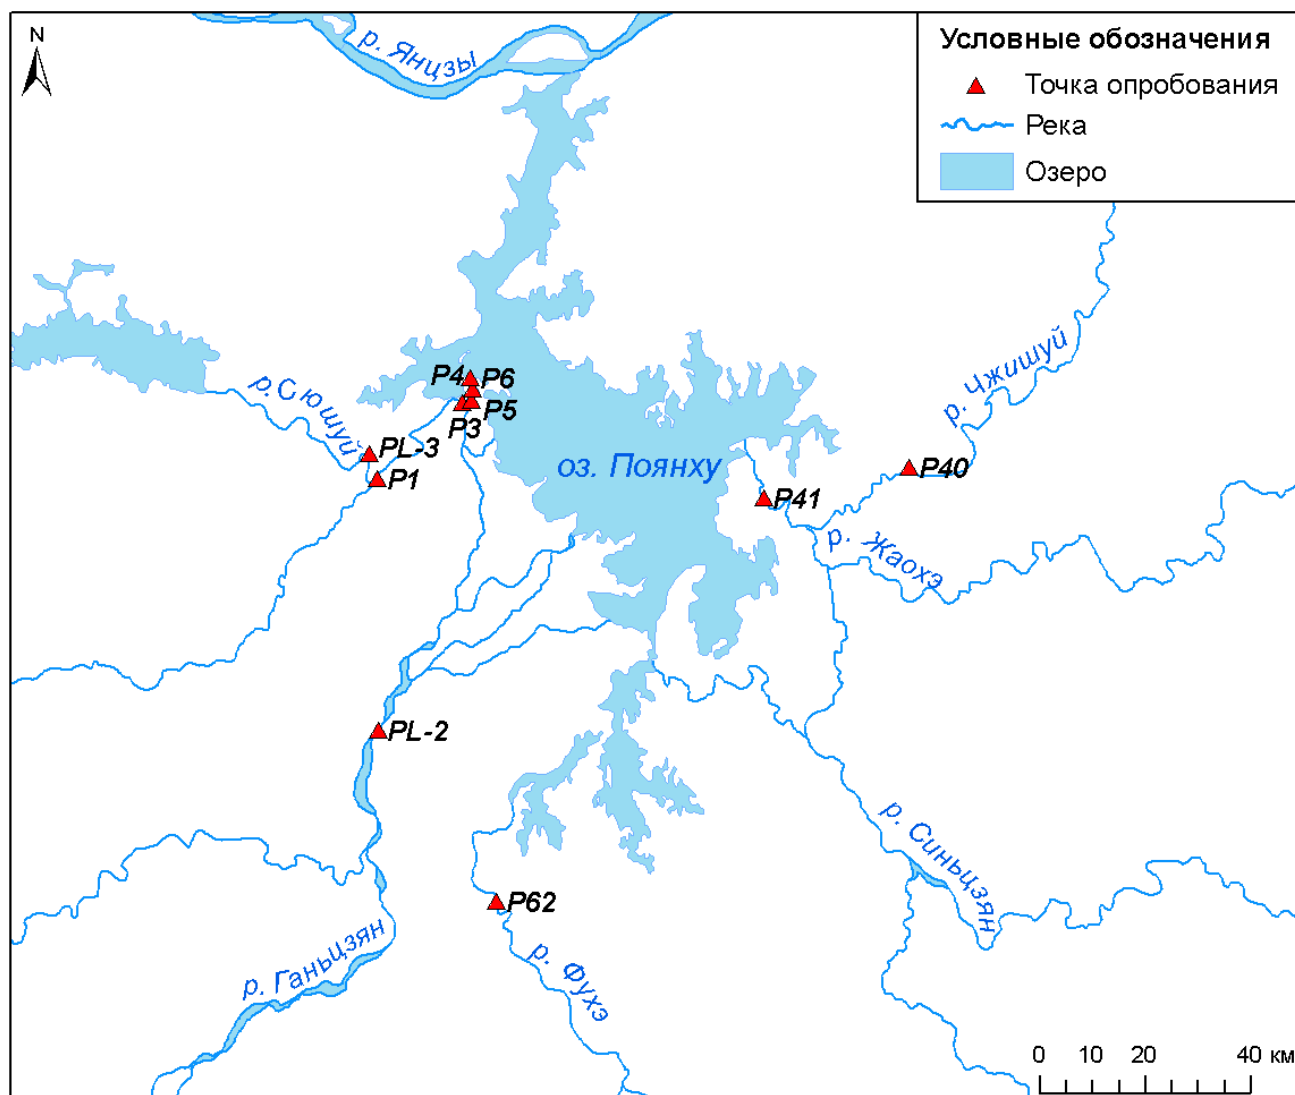 N
р. Янцзы
Условные обозначения
Точка опробования
Река
Озеро
р. Сюшуй
P4
P6
P5
P3
PL-3
P1
оз. Поянху
р. Чжишуй
P40
P41
р. Жаохэ
PL-2
р. Синьцзян
P62
р. Ганьцзян
р. Фухэ
0 10 20 40 км